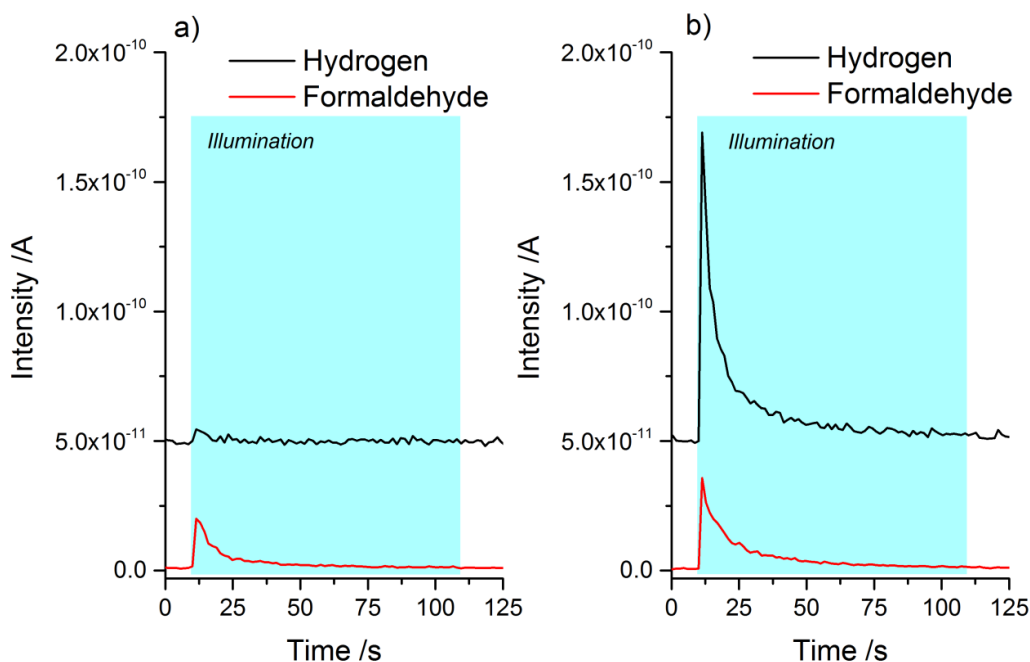 a)
Hydrogen
Formaldehyde
Illumination
2.0x10⁻¹⁰
1.5x10⁻¹⁰
1.0x10⁻¹⁰
5.0x10⁻¹¹
0.0
Intensity /A
0 25 50 75 100 125
Time /s
b)
Hydrogen
Formaldehyde
Illumination
2.0x10⁻¹⁰
1.5x10⁻¹⁰
1.0x10⁻¹⁰
5.0x10⁻¹¹
0.0
Intensity /A
0 25 50 75 100 125
Time /s